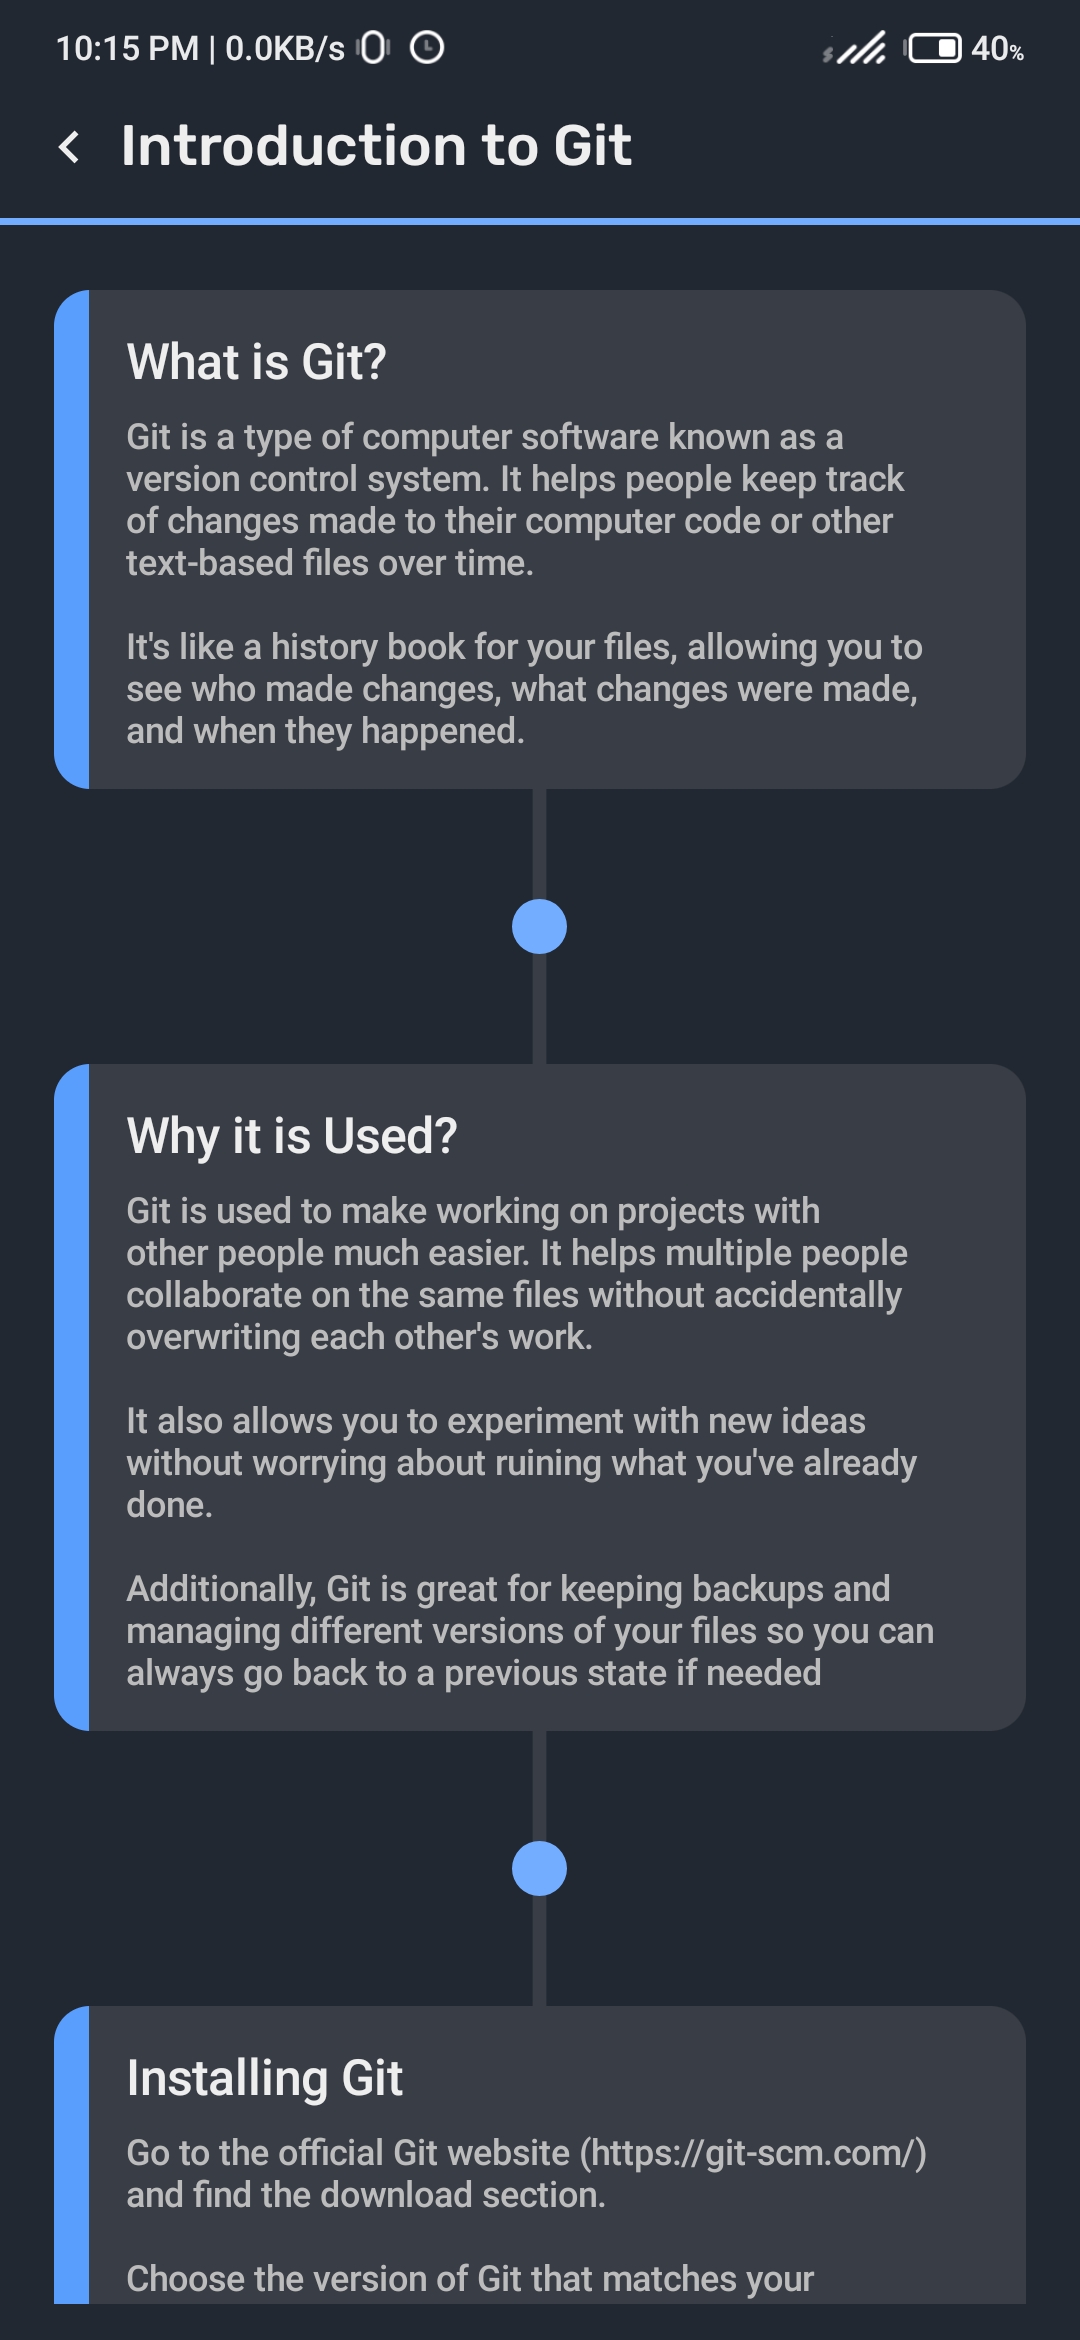 10:15 PM | 0.0KB/s
40%
Introduction to Git
What is Git?
Git is a type of computer software known as a
version control system. It helps people keep track
of changes made to their computer code or other
text-based files over time.
It's like a history book for your files, allowing you to
see who made changes, what changes were made,
and when they happened.
Why it is Used?
Git is used to make working on projects with
other people much easier. It helps multiple people
collaborate on the same files without accidentally
overwriting each other's work.
It also allows you to experiment with new ideas
without worrying about ruining what you've already
done.
Additionally, Git is great for keeping backups and
managing different versions of your files so you can
always go back to a previous state if needed
Installing Git
Go to the official Git website (https://git-scm.com/)
and find the download section.
Choose the version of Git that matches your